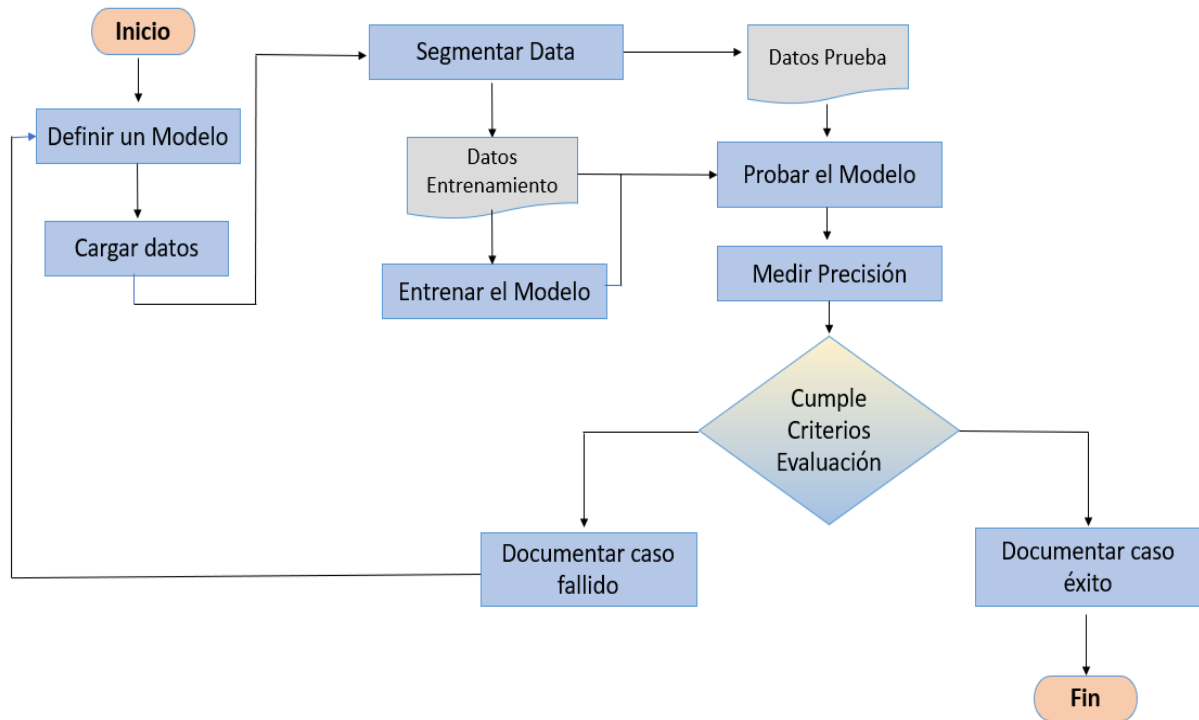 Inicio
Definir un Modelo
Cargar datos
Segmentar Data
Datos Prueba
Datos
Entrenamiento
Entrenar el Modelo
Probar el Modelo
Medir Precisión
Cumple
Criterios
Evaluación
Documentar caso
fallido
Documentar caso
éxito
Fin